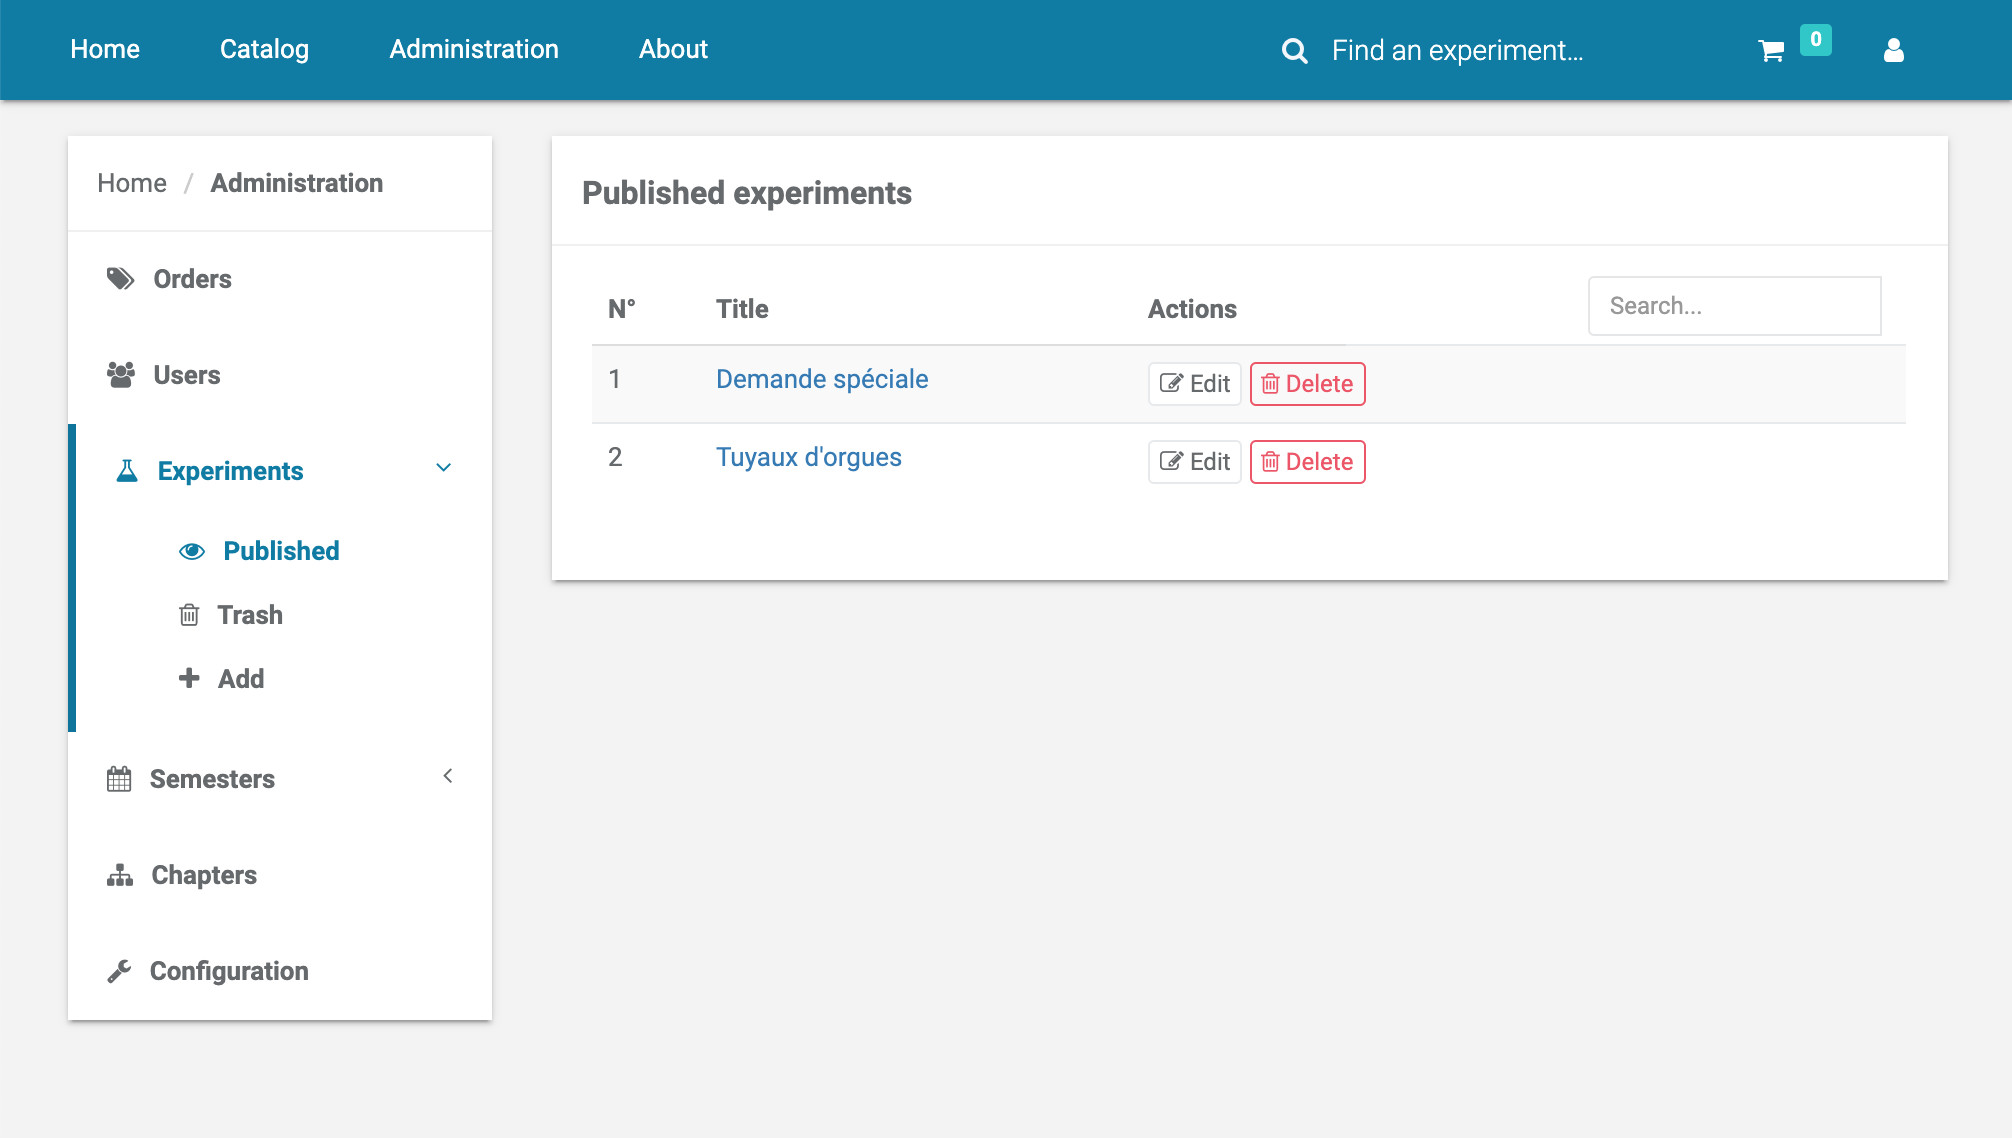 Home Catalog Administration About Find an experiment... 0
Home / Administration
Orders
Users
Experiments
Published
Trash
Add
Semesters
Chapters
Configuration
Published experiments
N° Title Actions Search...
1 Demande spéciale Edit Delete
2 Tuyaux d'orgues Edit Delete